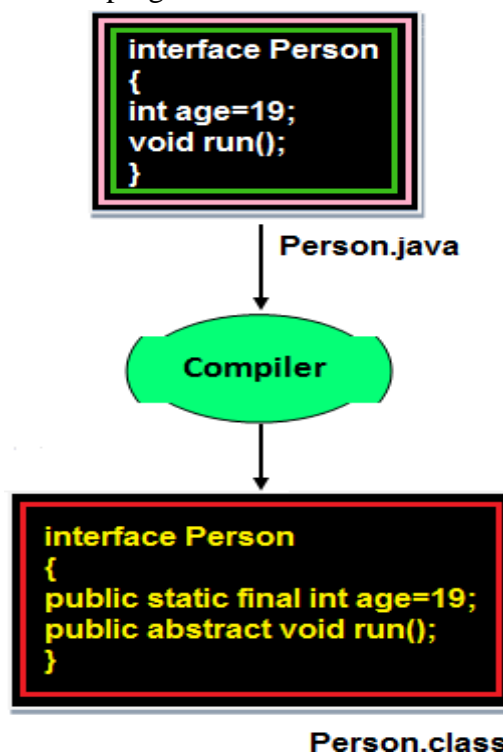 interface Person
{
int age=19;
void run();
}
Person.java
Compiler
interface Person
{
public static final int age=19;
public abstract void run();
}
Person.class